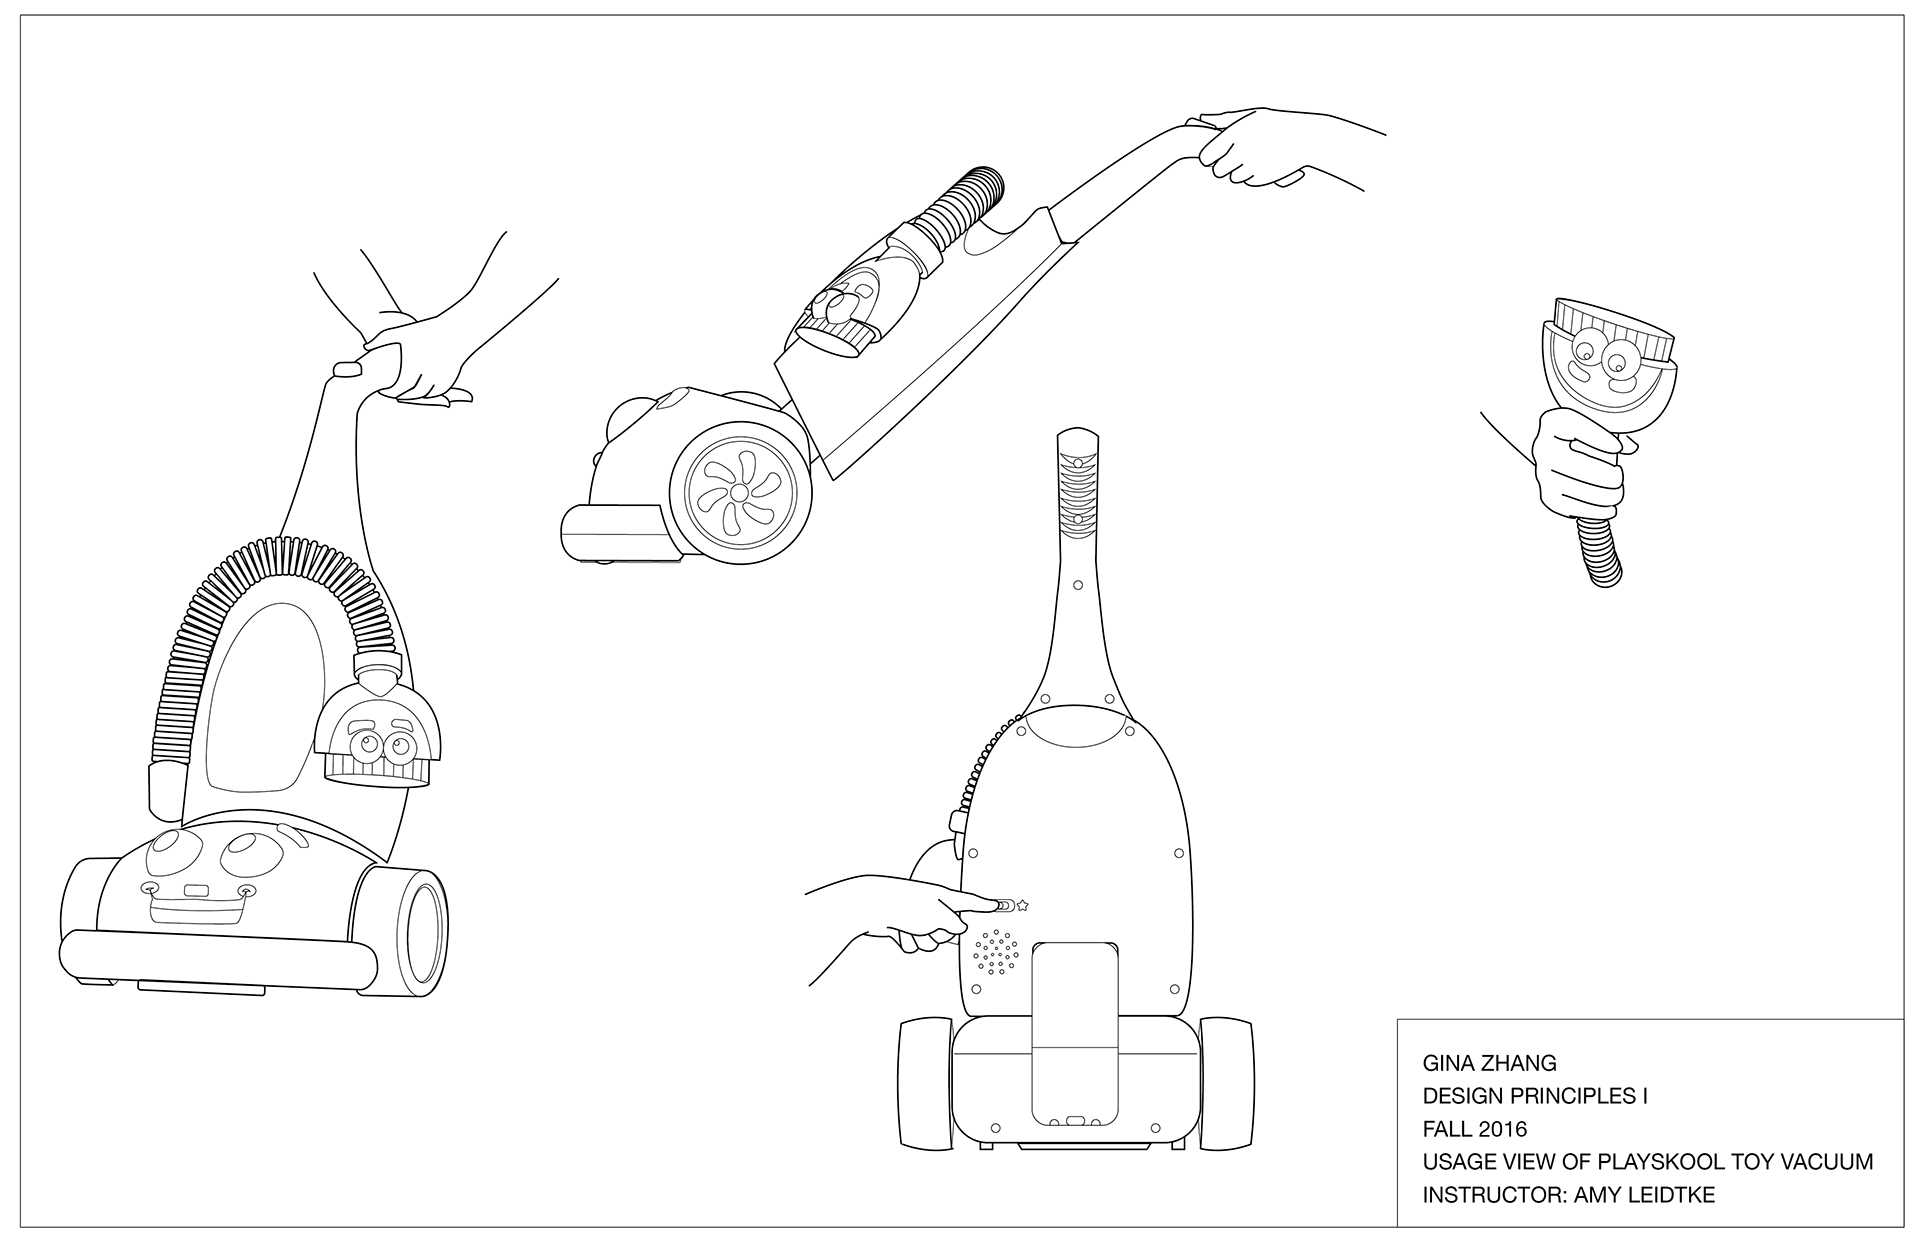 GINA ZHANG
DESIGN PRINCIPLES I
FALL 2016
USAGE VIEW OF PLAYSKOOL TOY VACUUM
INSTRUCTOR: AMY LEIDTKE